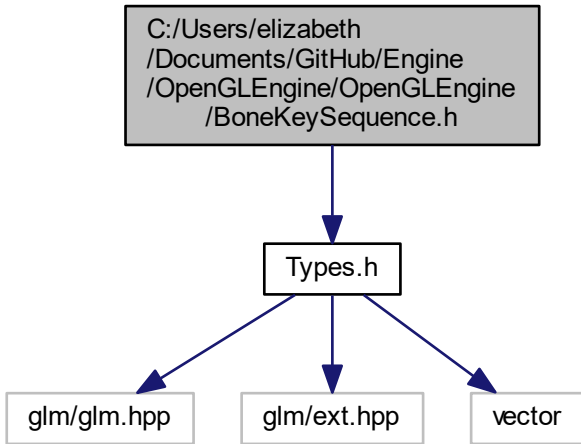 C:/Users/elizabeth
/Documents/GitHub/Engine
/OpenGLEngine/OpenGLEngine
/BoneKeySequence.h
Types.h
glm/glm.hpp
glm/ext.hpp
vector